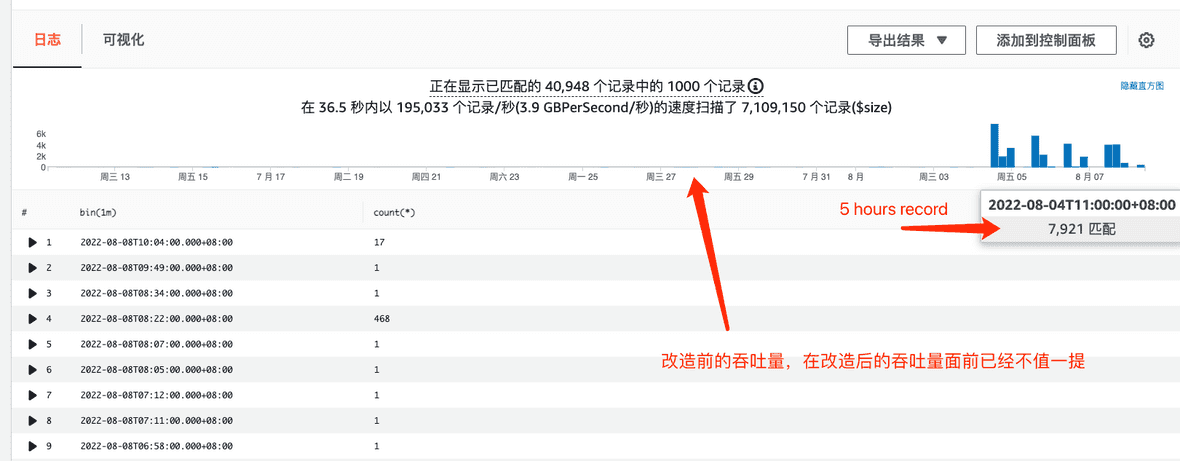 日志
可视化
导出结果 ▼
添加到控制面板
正在显示已匹配的 40,948 个记录中的 1000 个记录
隐藏直方图
在 36.5 秒内以 195,033 个记录/秒(3.9 GBPerSecond/秒)的速度扫描了 7,109,150 个记录($size)
6k
4k
2k
0
周三 13 周五 15 7 月 17 周二 19 周四 21 周六 23 周一 25 周三 27 周五 29 7 月 31 8 月 周三 03 周五 05 8 月 07
# bin(1m) count(*)
5 hours record
2022-08-04T11:00:00+08:00
7,921 匹配
1 2022-08-08T10:04:00.000+08:00 17
2 2022-08-08T09:49:00.000+08:00 1
3 2022-08-08T08:34:00.000+08:00 1
4 2022-08-08T08:22:00.000+08:00 468
5 2022-08-08T08:07:00.000+08:00 1
改造前的吞吐量，在改造后的吞吐量面前已经不值一提
6 2022-08-08T08:05:00.000+08:00 1
7 2022-08-08T07:12:00.000+08:00 1
8 2022-08-08T07:11:00.000+08:00 1
9 2022-08-08T06:58:00.000+08:00 1